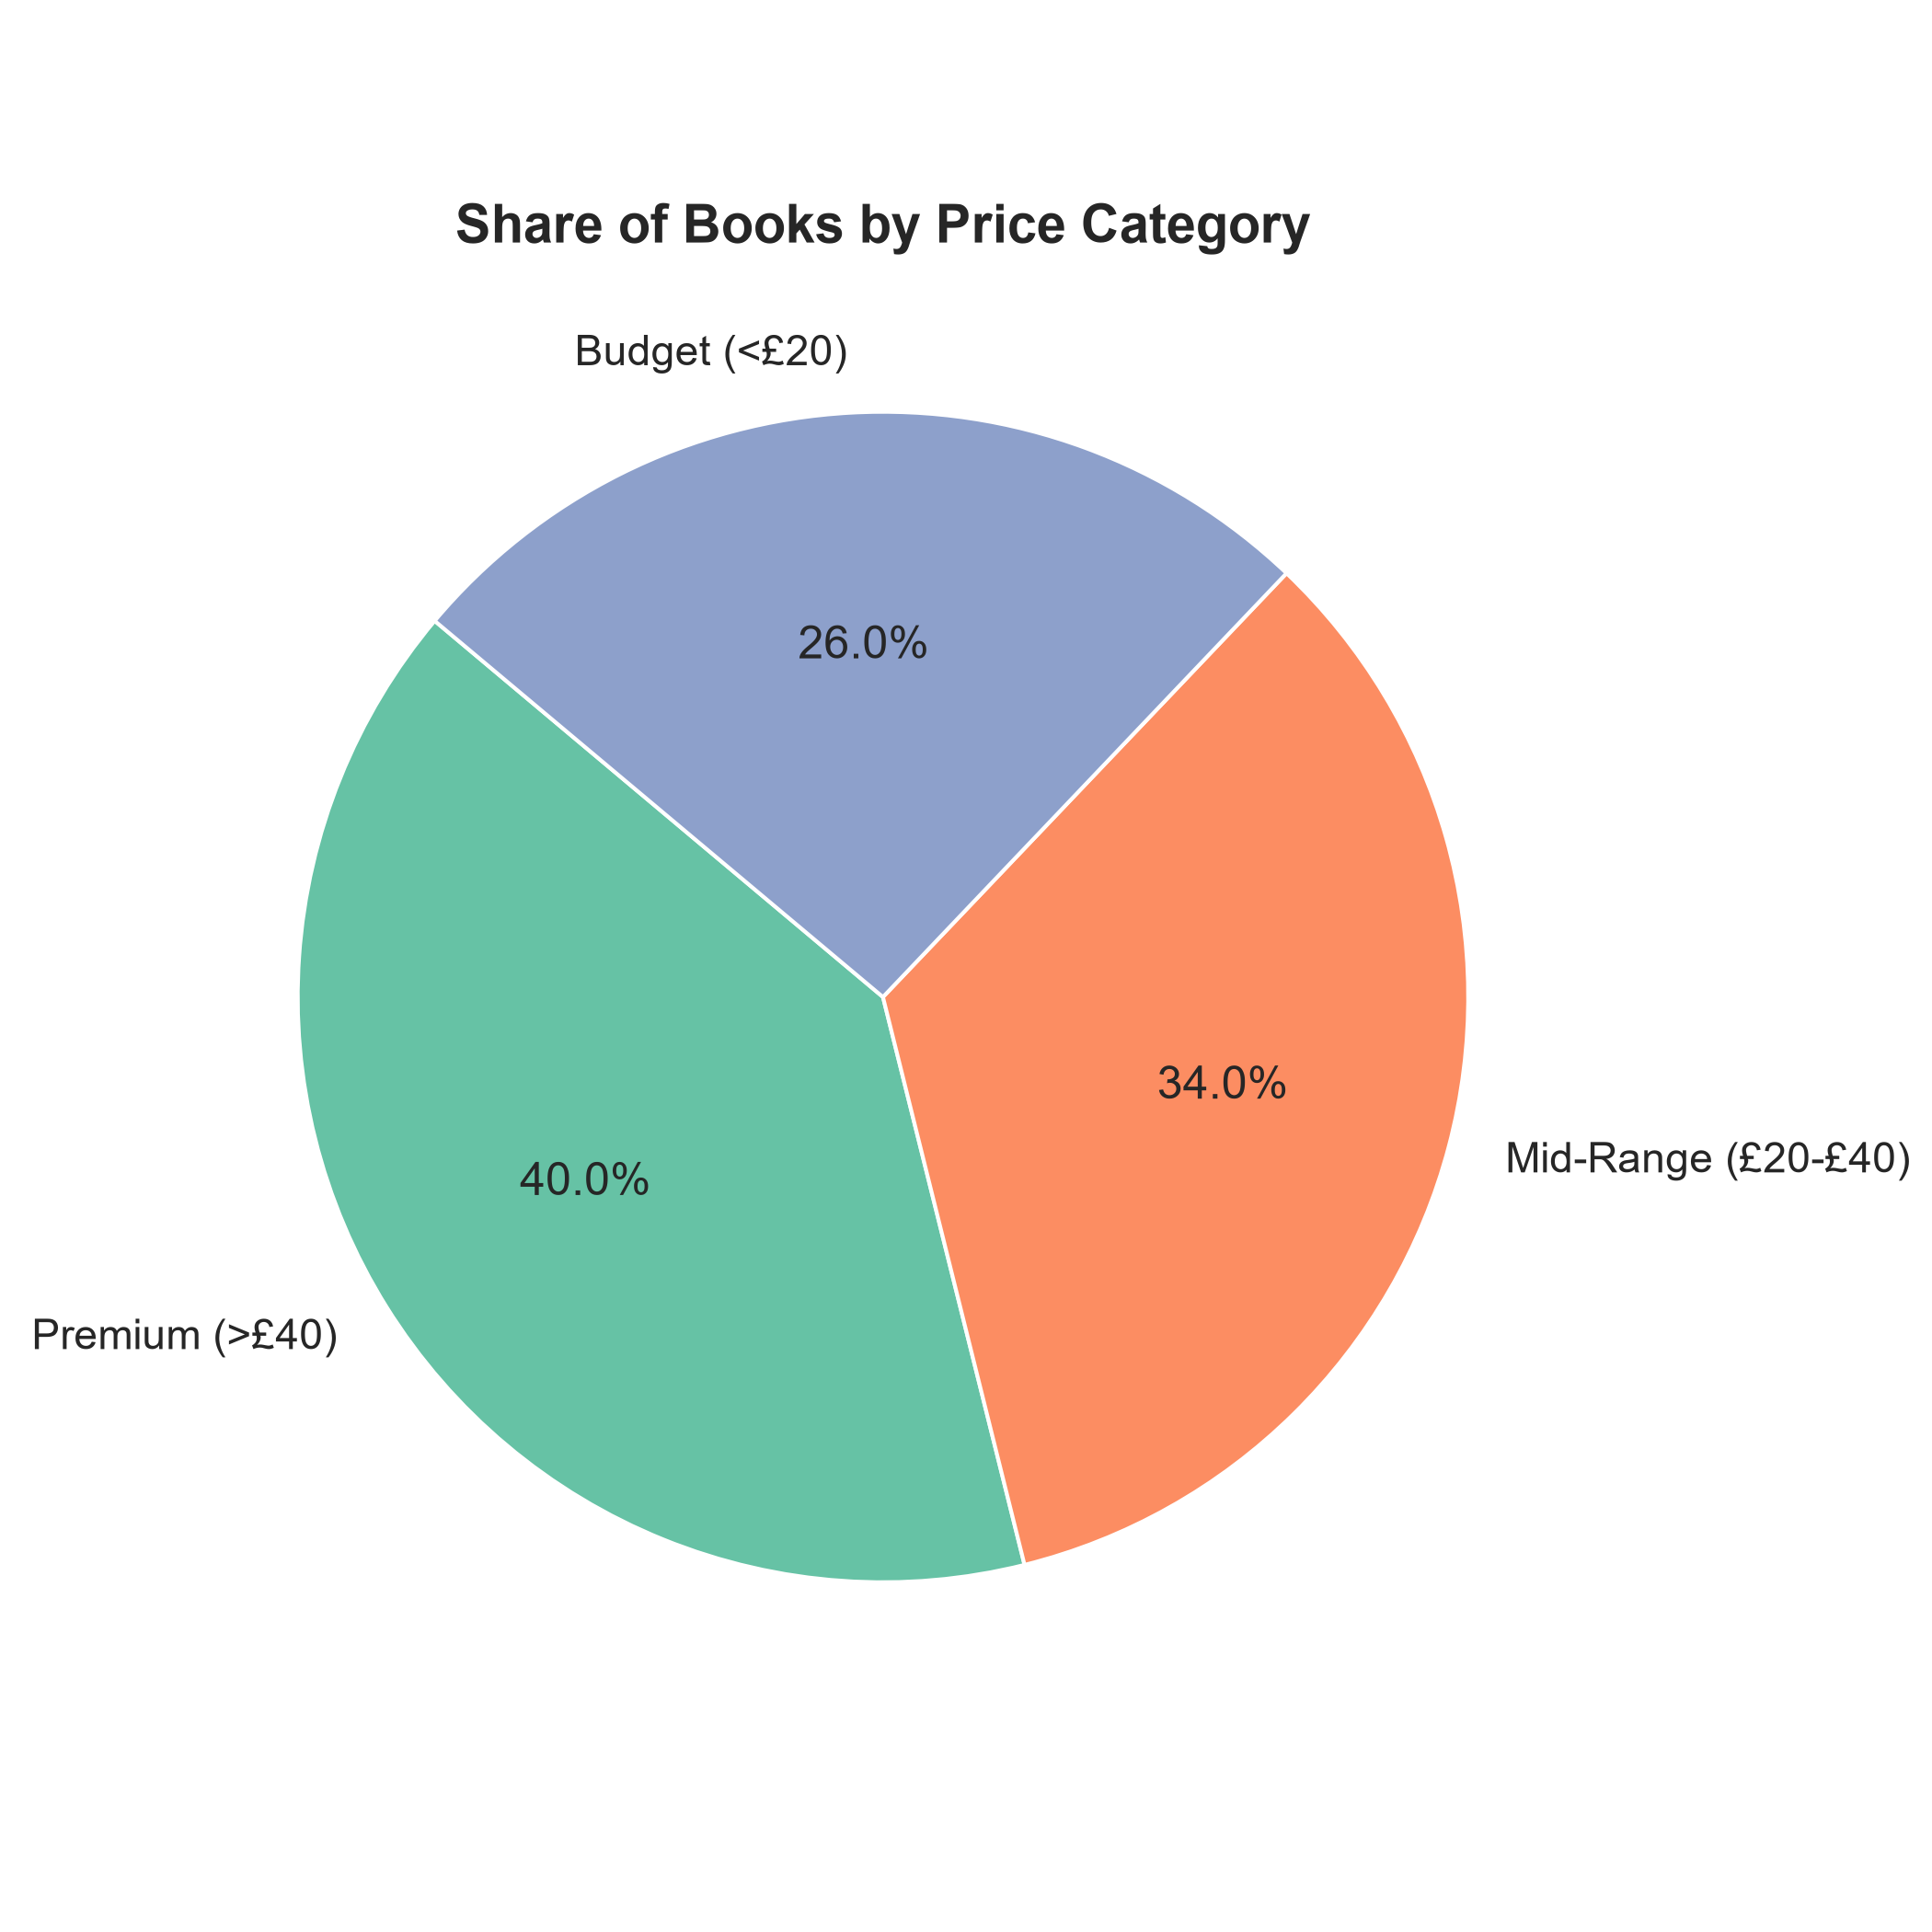 Share of Books by Price Category
Budget (<£20)
26.0%
34.0%
Mid-Range (£20-£40)
40.0%
Premium (>£40)